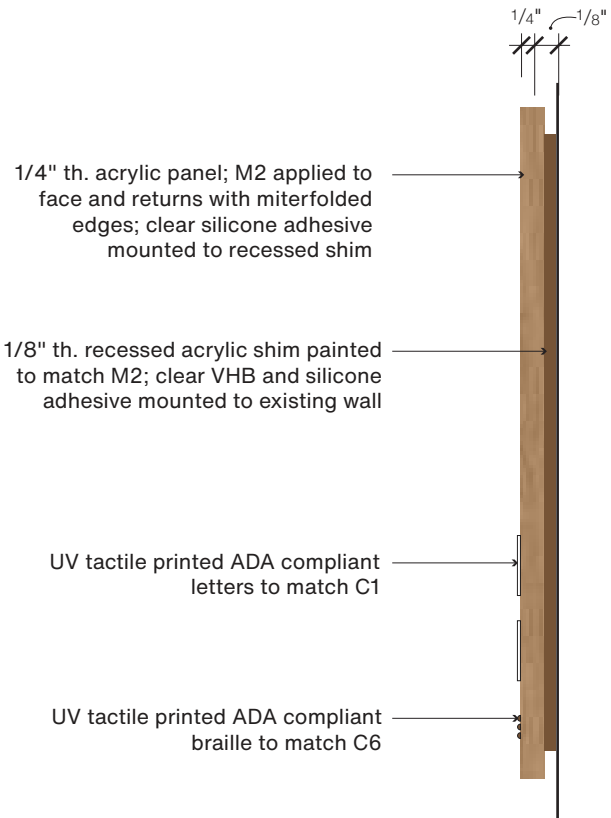 1/4" 1/8"
1/4" th. acrylic panel; M2 applied to
face and returns with miterfolded
edges; clear silicone adhesive
mounted to recessed shim
1/8" th. recessed acrylic shim painted
to match M2; clear VHB and silicone
adhesive mounted to existing wall
UV tactile printed ADA compliant
letters to match C1
UV tactile printed ADA compliant
braille to match C6